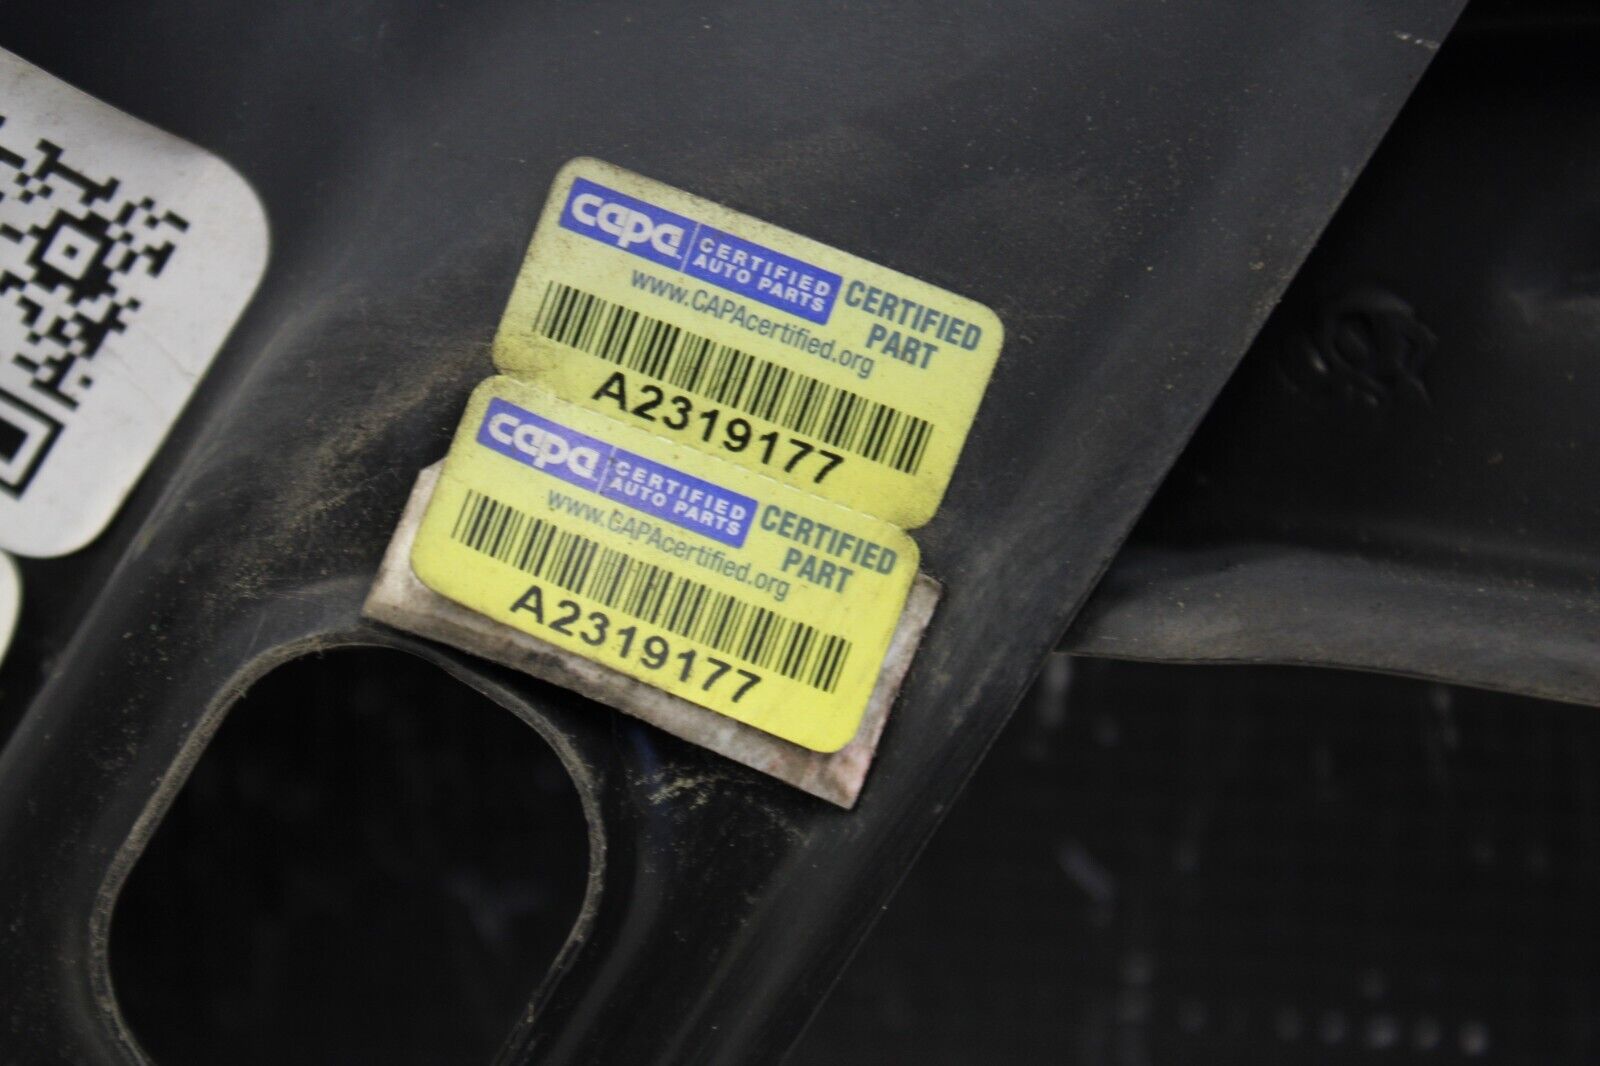 capa CERTIFIED
AUTO PARTS
CERTIFIED
PART
www.CAPAcertified.org
A2319177
capa CERTIFIED
AUTO PARTS
CERTIFIED
PART
www.CAPAcertified.org
A2319177